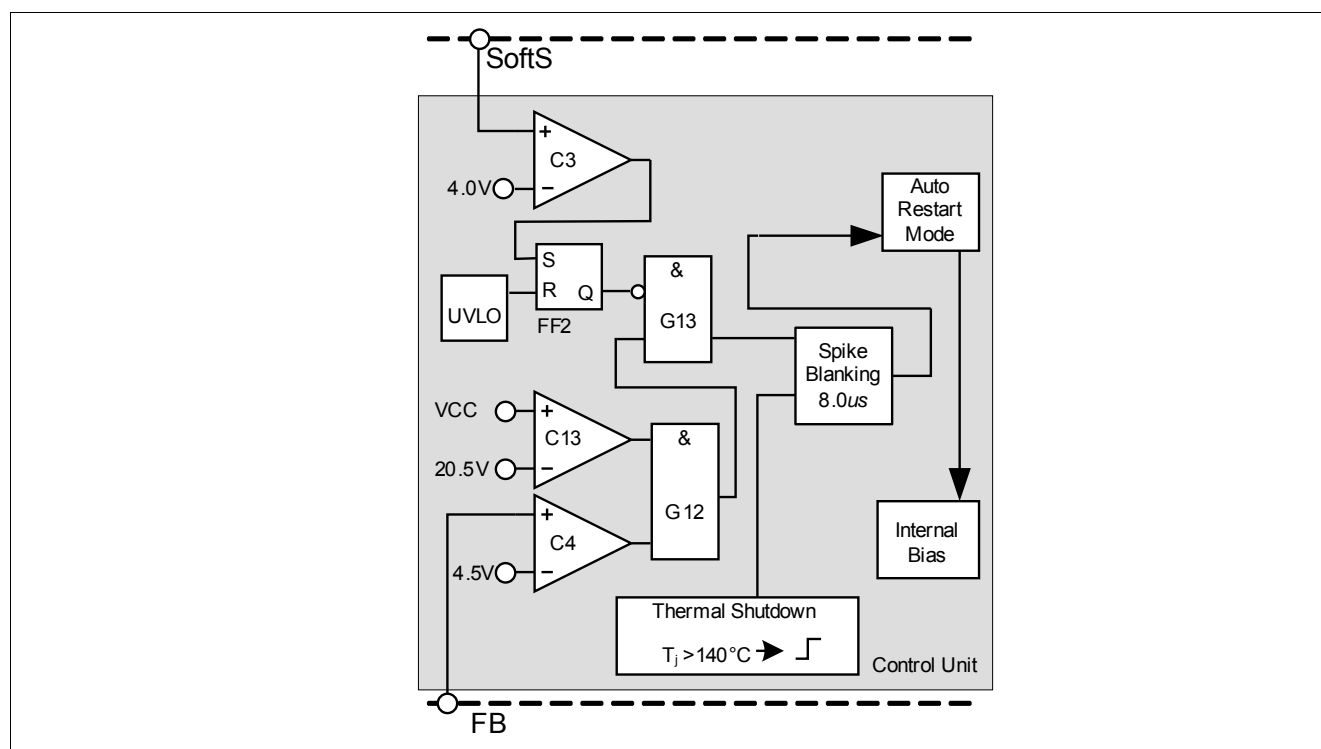 SoftS
+
C3
4.0V
−
Auto
Restart
Mode
S
R
Q
FF2
UVLO
&
G13
Spike
Blanking
8.0us
VCC
+
C13
20.5V
−
&
G12
+
C4
4.5V
−
Internal
Bias
Thermal Shutdown
Tj >140°C
Control Unit
FB